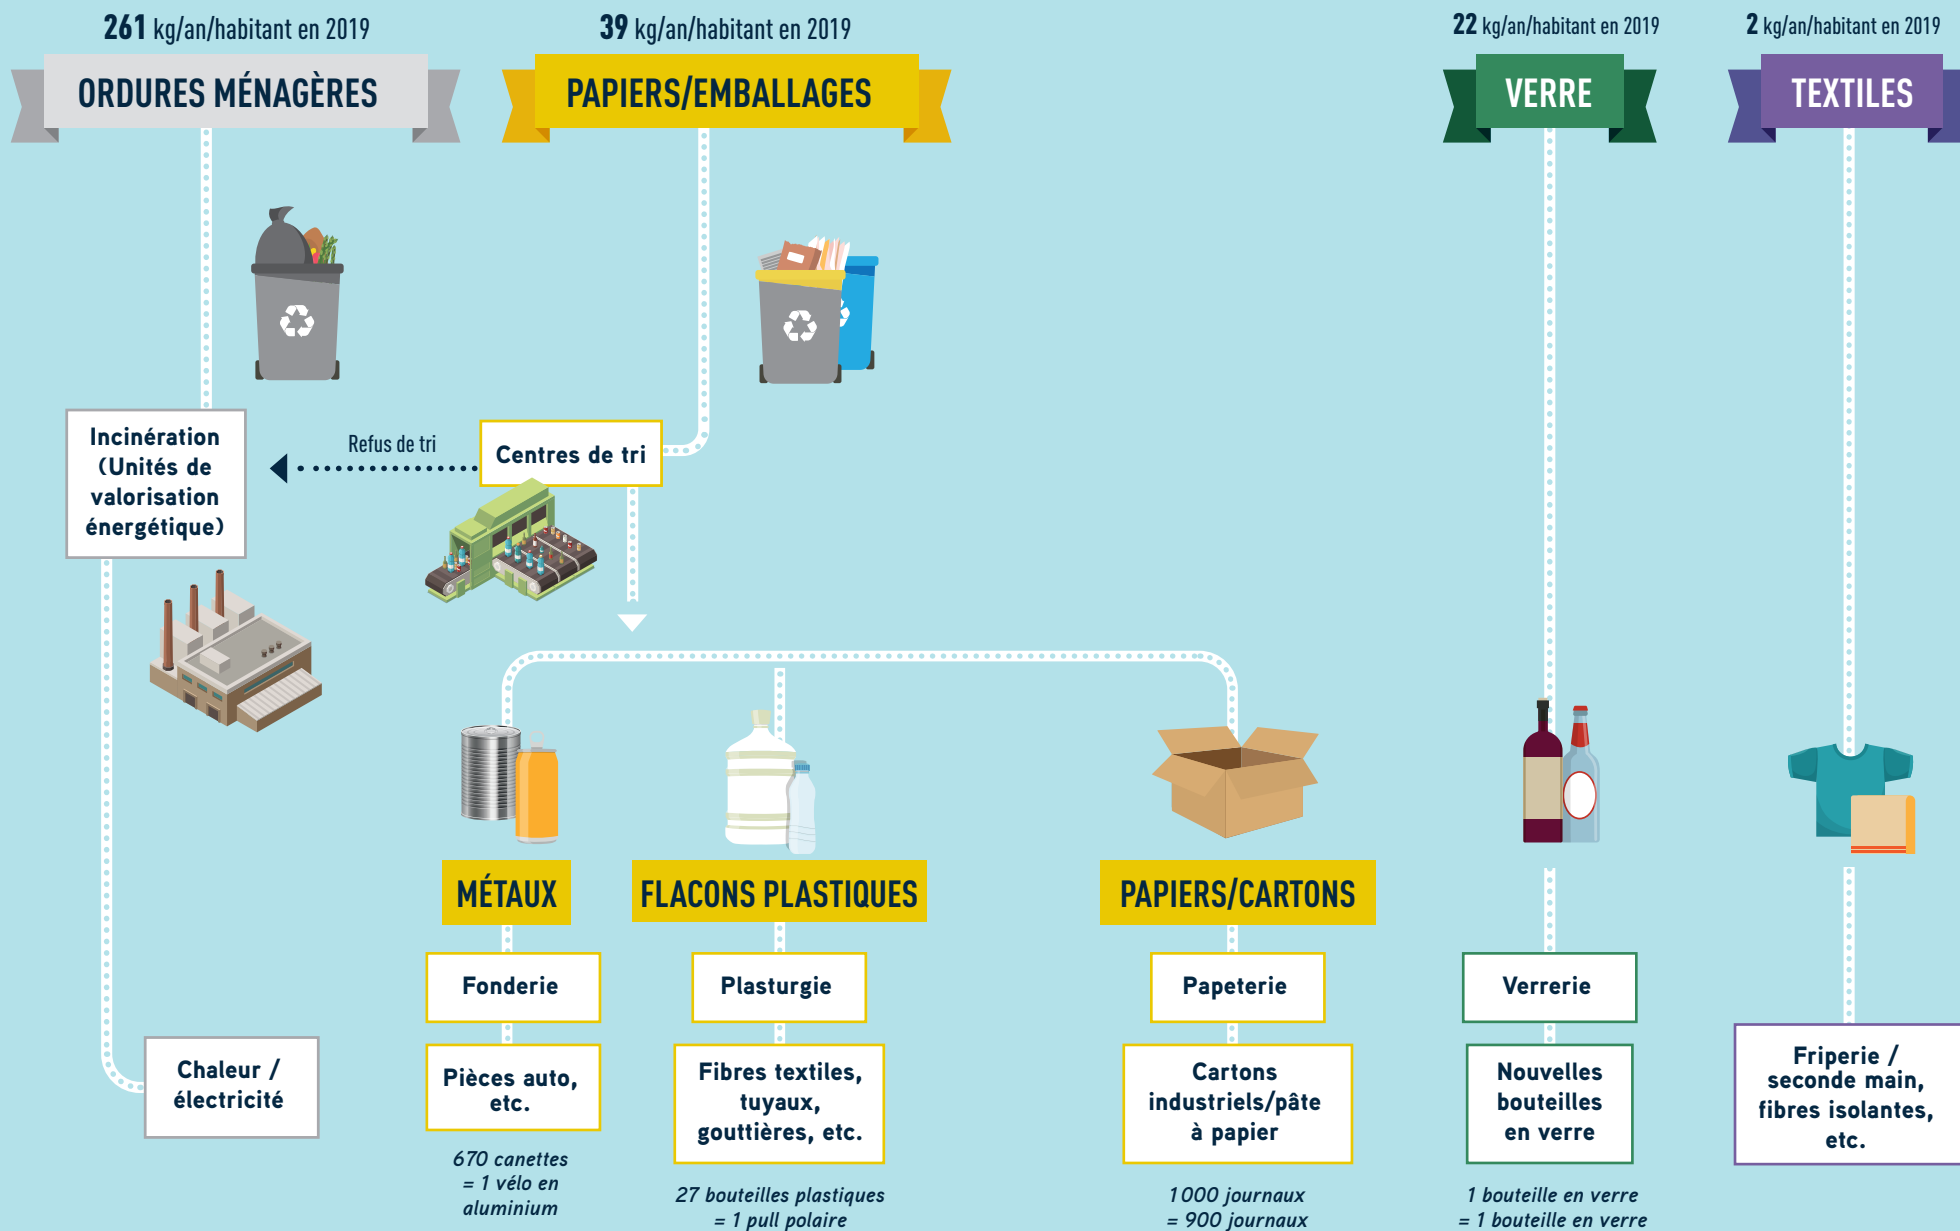 261 kg/an/habitant en 2019
ORDURES MÉNAGÈRES
39 kg/an/habitant en 2019
PAPIERS/EMBALLAGES
22 kg/an/habitant en 2019
VERRE
2 kg/an/habitant en 2019
TEXTILES
Incinération
(Unités de
valorisation
énergétique)
Refus de tri
Centres de tri
MÉTAUX
FLACONS PLASTIQUES
PAPIERS/CARTONS
Fonderie
Plasturgie
Papeterie
Verrerie
Chaleur /
électricité
Pièces auto,
etc.
Fibres textiles,
tuyaux,
gouttières, etc.
Cartons
industriels/pâte
à papier
Nouvelles
bouteilles
en verre
Friperie /
seconde main,
fibres isolantes,
etc.
670 canettes
= 1 vélo en
aluminium
27 bouteilles plastiques
= 1 pull polaire
1000 journaux
= 900 journaux
1 bouteille en verre
= 1 bouteille en verre